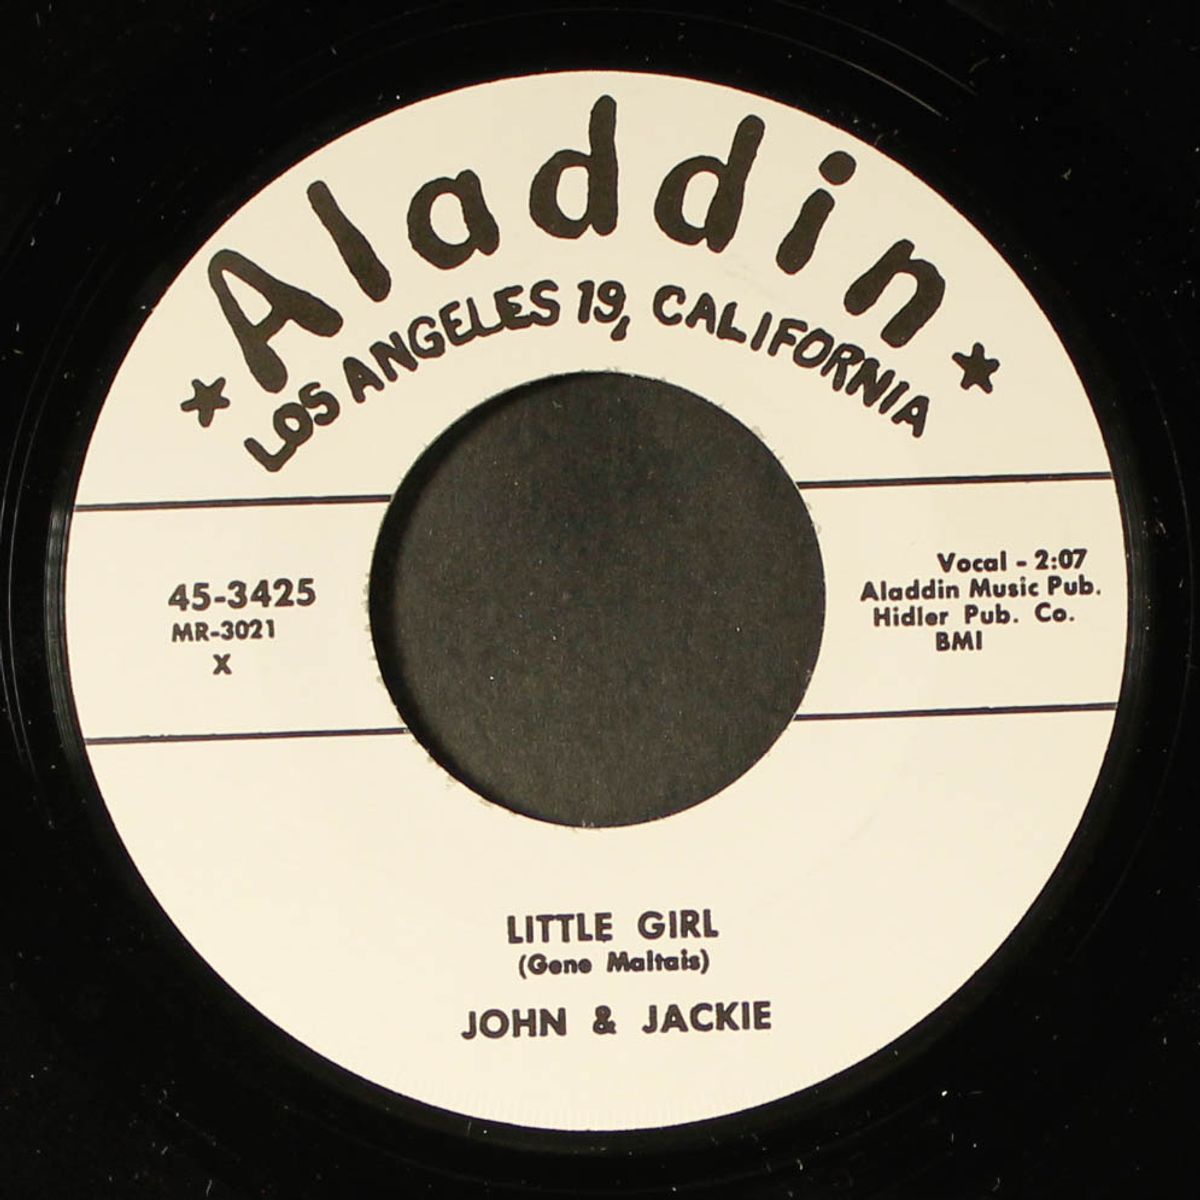 Aladdin
★ LOS ANGELES 19, CALIFORNIA ★
45-3425
MR-3021
X
Vocal - 2:07
Aladdin Music Pub.
Hidler Pub. Co.
BMI
LITTLE GIRL
(Gene Maltais)
JOHN & JACKIE